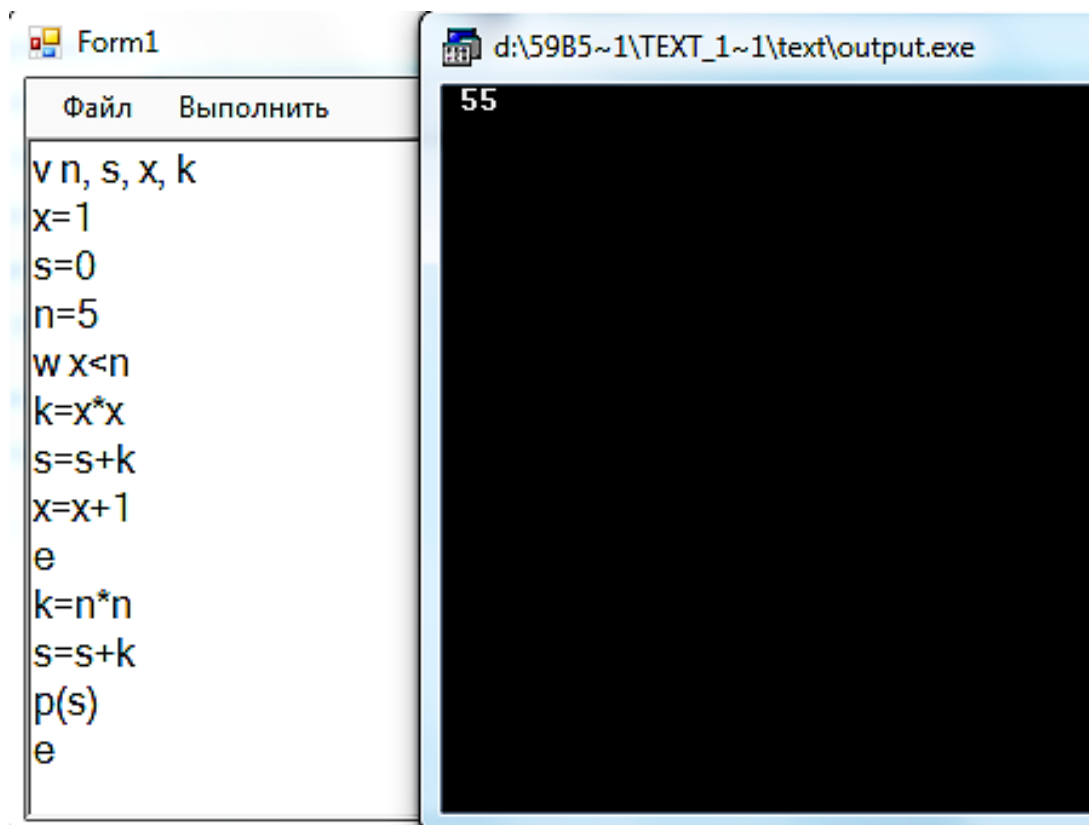 Form1
Файл Выполнить
v n, s, x, k
x=1
s=0
n=5
w x<n
k=x*x
s=s+k
x=x+1
e
k=n*n
s=s+k
p(s)
e
d:\59B5~1\TEXT_1~1\text\output.exe
55